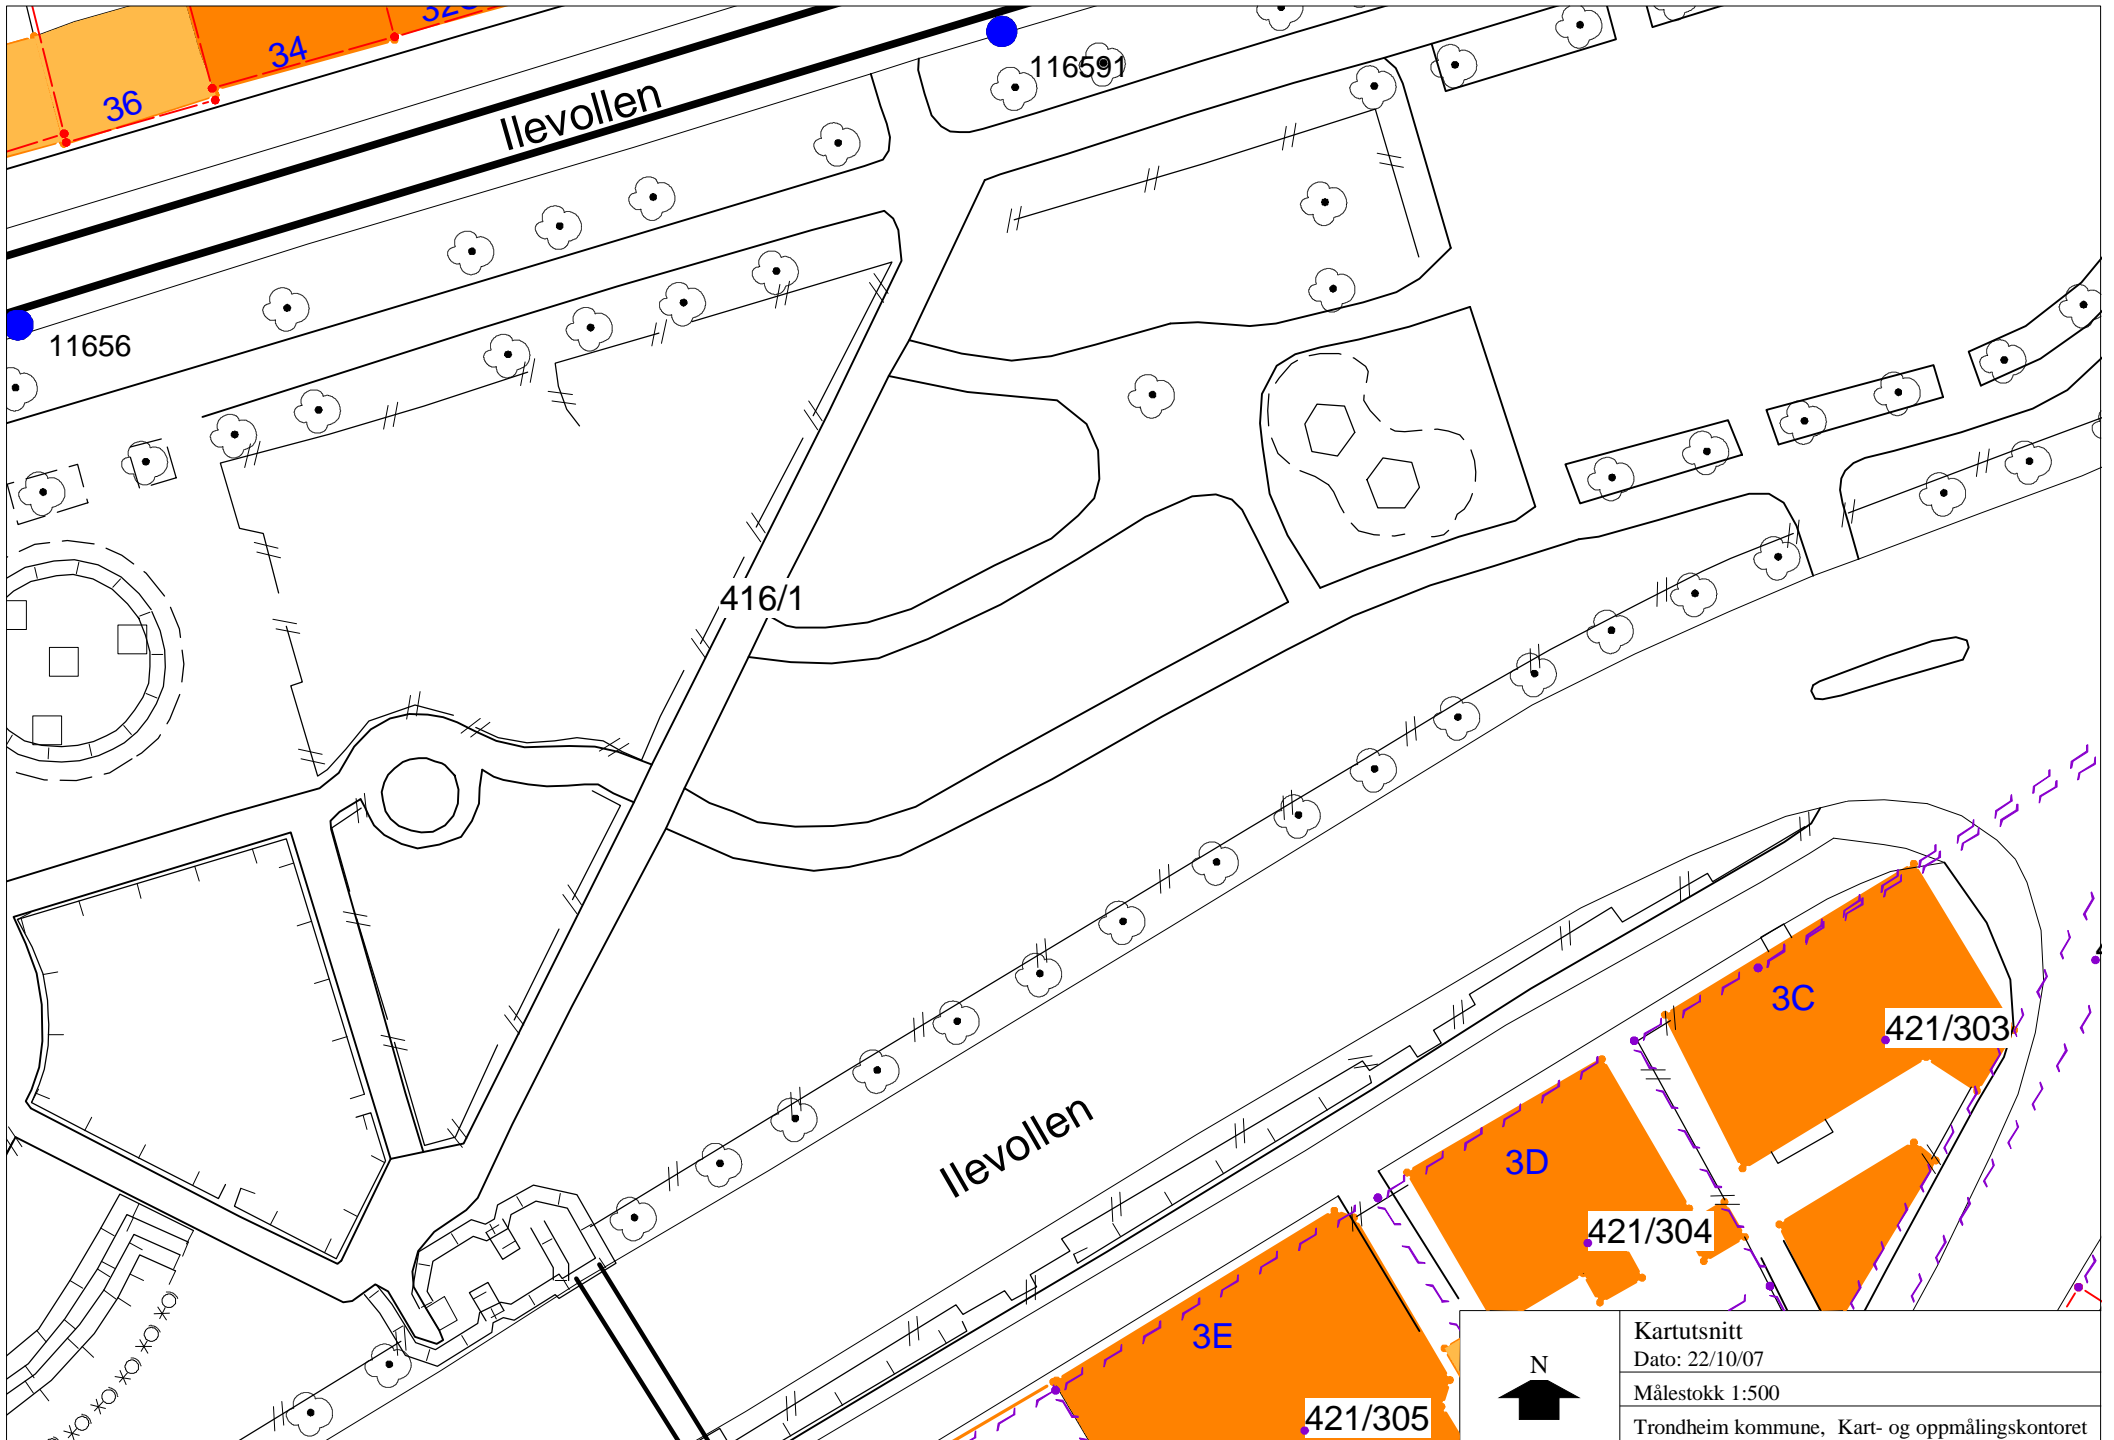 34
36
Ilevollen
116591
11656
416/1
3C
421/303
3D
421/304
Ilevollen
3E
421/305
N
Kartutsnitt
Dato: 22/10/07
Målestokk 1:500
Trondheim kommune, Kart- og oppmålingskontoret